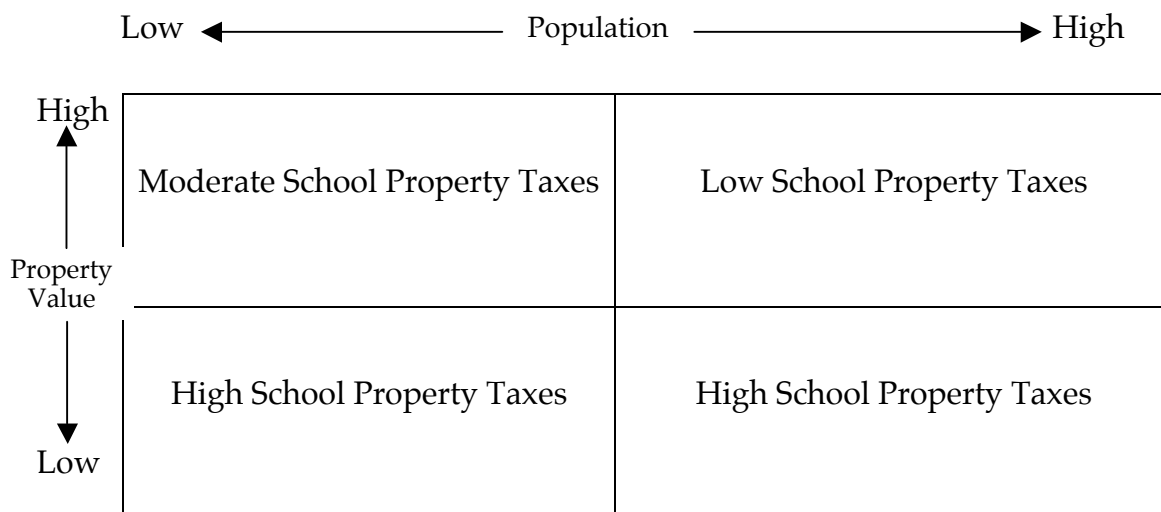 Low Population High
High
Moderate School Property Taxes Low School Property Taxes
Property
Value
High School Property Taxes High School Property Taxes
Low